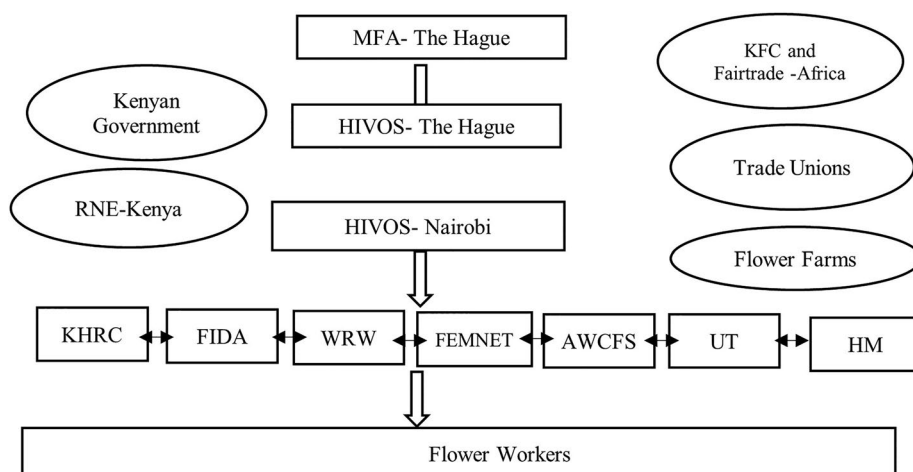 MFA- The Hague
KFC and
Fairtrade -Africa
Kenyan
Government
HIVOS- The Hague
Trade Unions
RNE-Kenya
HIVOS- Nairobi
Flower Farms
KHRC
FIDA
WRW
FEMNET
AWCFS
UT
HM
Flower Workers